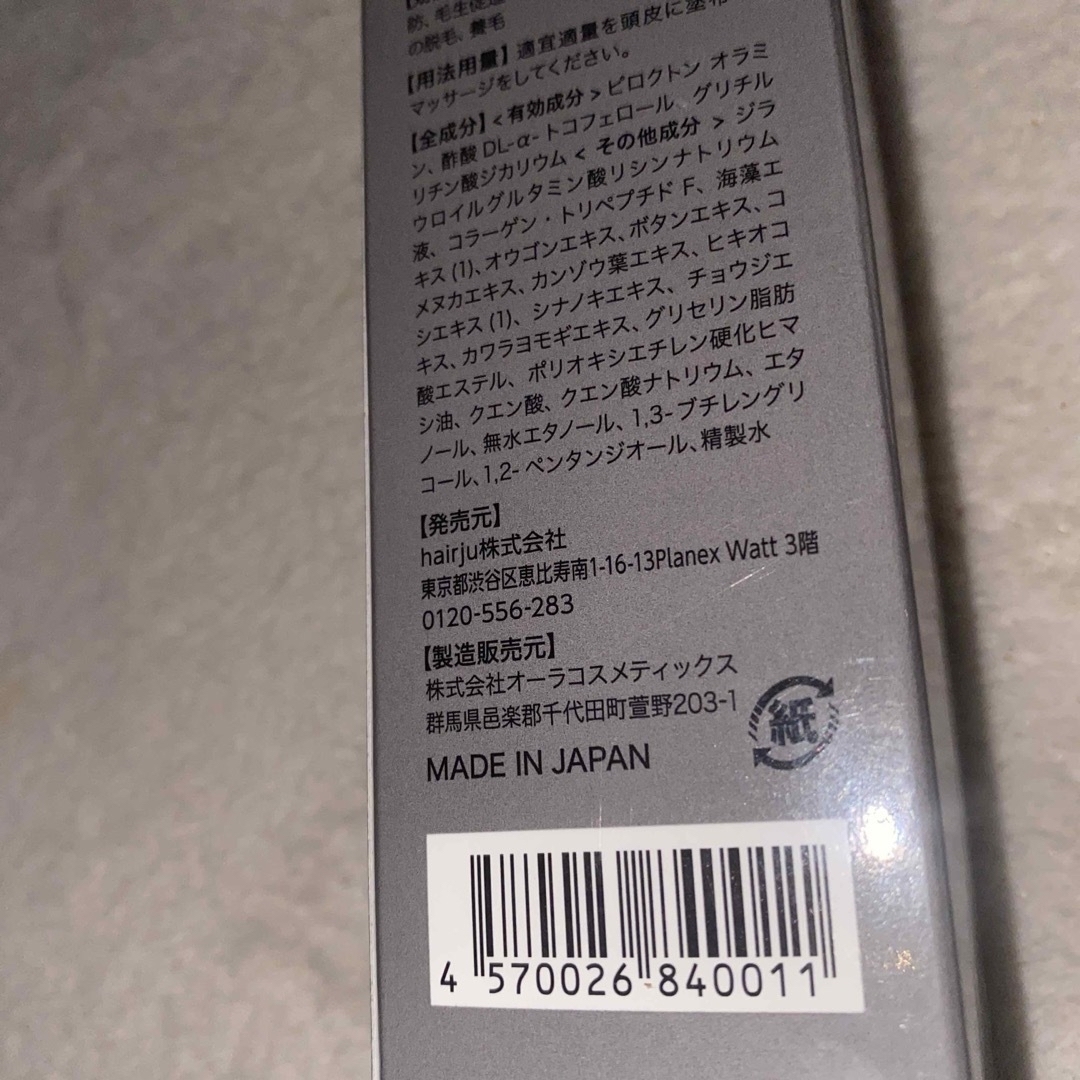 防、毛生促進
の脱毛、養毛
【用法用量】適宜適量を頭皮に塗布
マッサージをしてください。
【全成分】< 有効成分 > ピロクトン オラミ
ン、酢酸 DL-α-トコフェロール、グリチル
リチン酸ジカリウム < その他成分 > ジラ
ウロイルグルタミン酸リシンナトリウム
液、コラーゲン・トリペプチド F、海藻エ
キス (1)、オウゴンエキス、ボタンエキス、コ
メヌカエキス、カンゾウ葉エキス、ヒキオコ
シエキス (1)、シナノキエキス、チョウジエ
キス、カワラヨモギエキス、グリセリン脂肪
酸エステル、ポリオキシエチレン硬化ヒマ
シ油、クエン酸、クエン酸ナトリウム、エタ
ノール、無水エタノール、1,3-ブチレングリ
コール、1,2-ペンタンジオール、精製水
【発売元】
hairju株式会社
東京都渋谷区恵比寿南1-16-13Planex Watt 3階
0120-556-283
【製造販売元】
株式会社オーラコスメティックス
群馬県邑楽郡千代田町萱野203-1
紙
MADE IN JAPAN
4 570026 840011